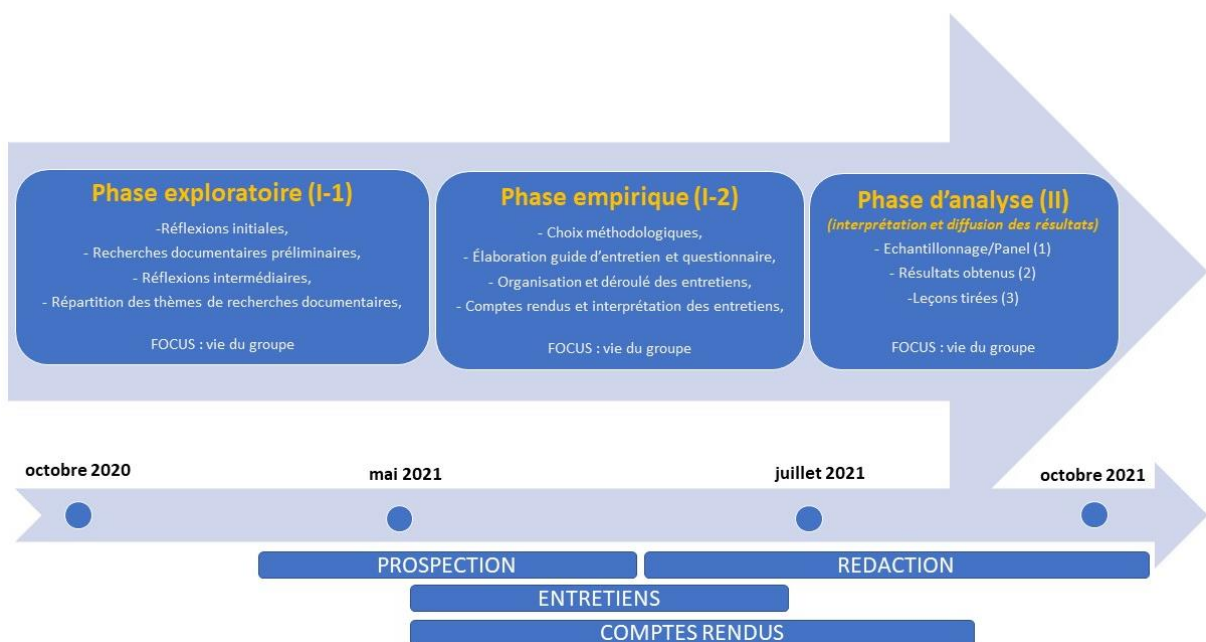 Phase exploratoire (I-1)
-Réflexions initiales,
- Recherches documentaires préliminaires,
- Réflexions intermédiaires,
- Répartition des thèmes de recherches documentaires,
FOCUS : vie du groupe
Phase empirique (I-2)
- Choix méthodologiques,
- Élaboration guide d'entretien et questionnaire,
- Organisation et déroulé des entretiens,
- Comptes rendus et interprétation des entretiens,
FOCUS : vie du groupe
Phase d'analyse (II)
(interprétation et diffusion des résultats)
- Echantillonnage/Panel (1)
- Résultats obtenus (2)
-Leçons tirées (3)
FOCUS : vie du groupe
octobre 2020
mai 2021
juillet 2021
octobre 2021
PROSPECTION
REDACTION
ENTRETIENS
COMPTES RENDUS